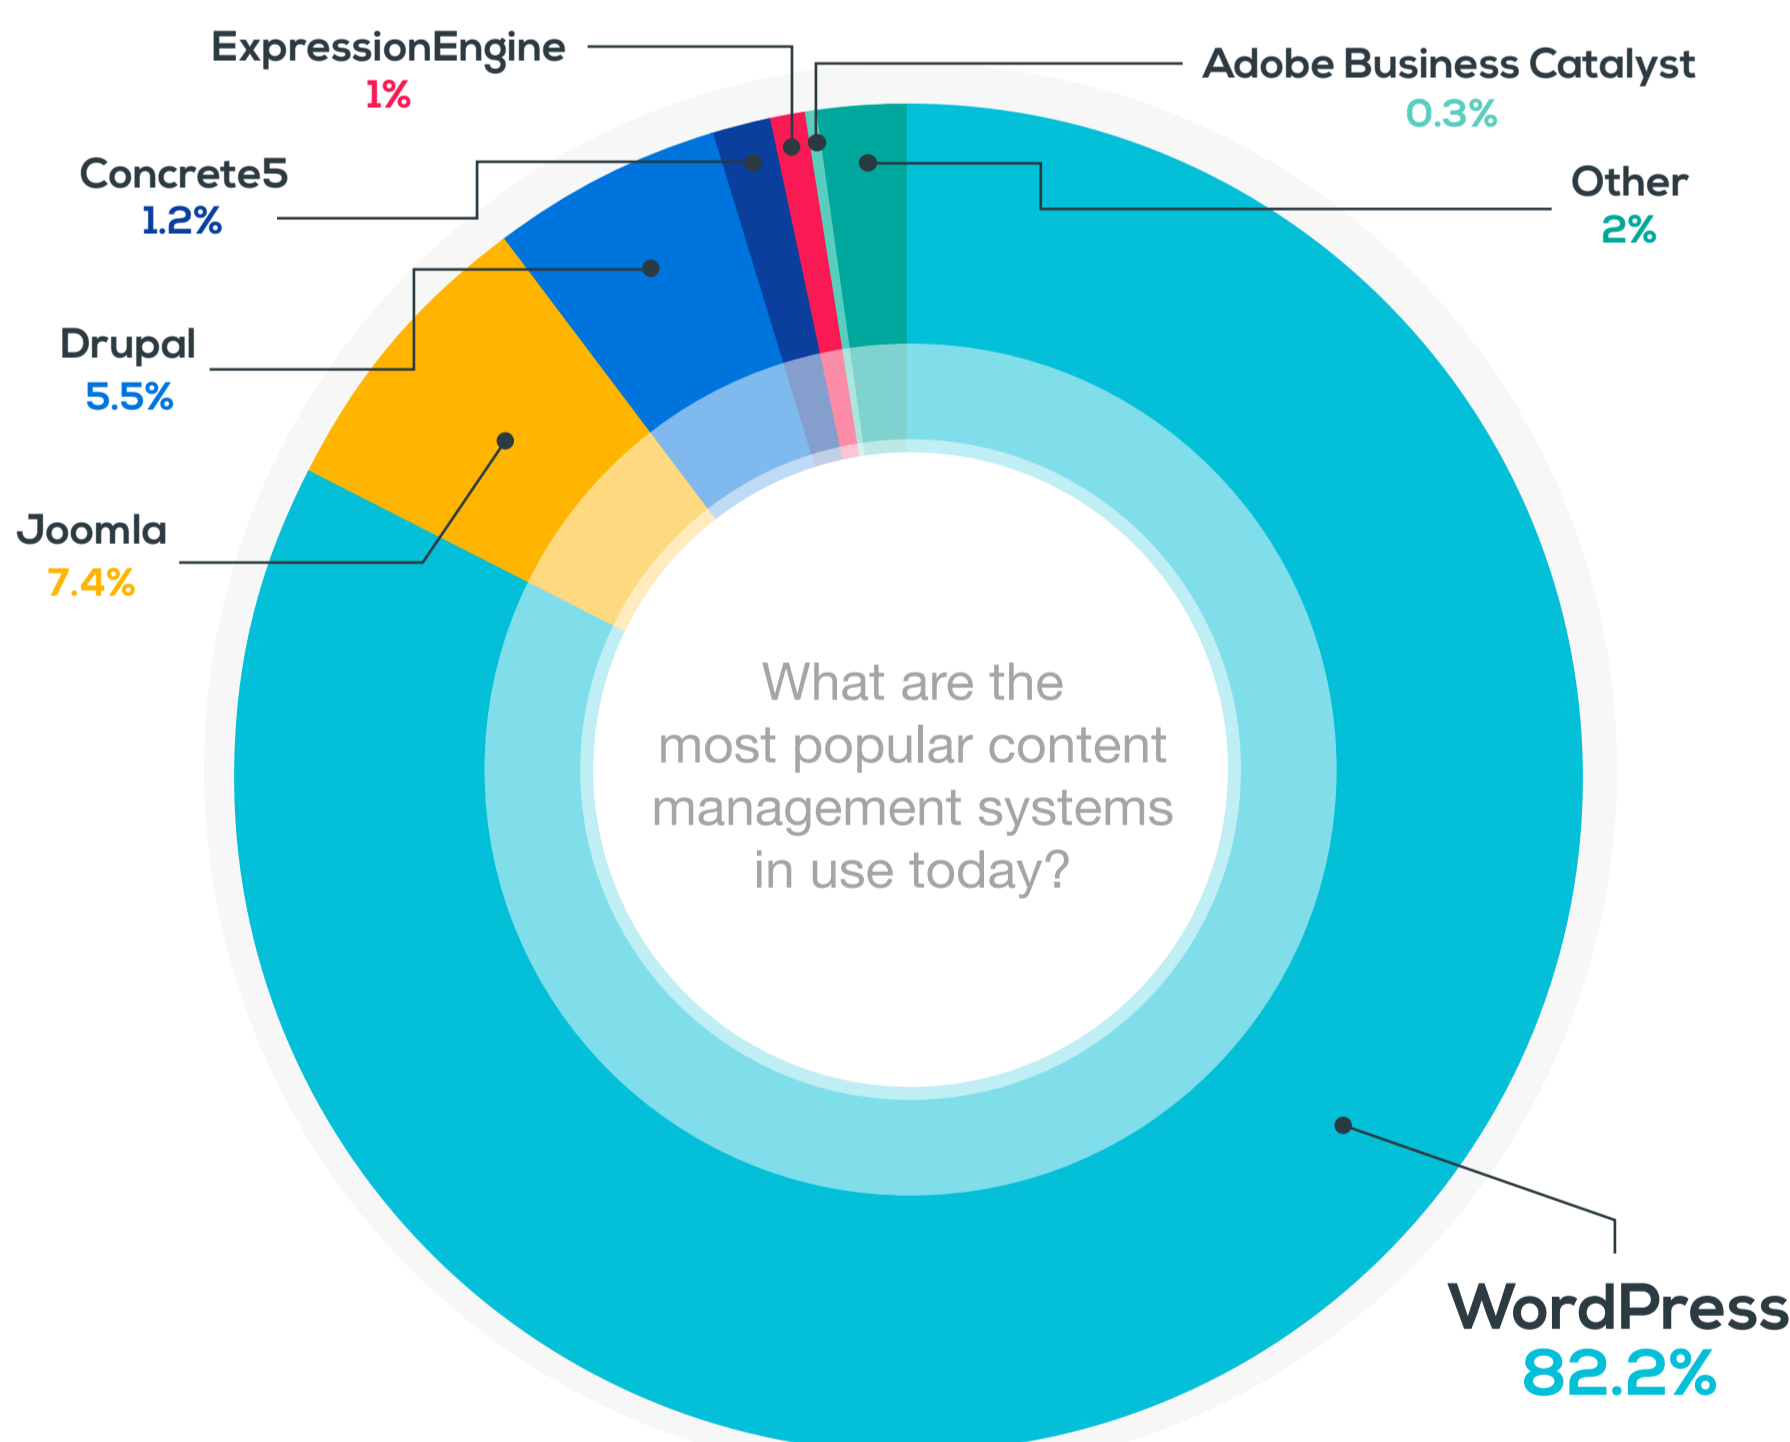 ExpressionEngine
1%
Adobe Business Catalyst
0.3%
Concrete5
1.2%
Other
2%
Drupal
5.5%
Joomla
7.4%
What are the
most popular content
management systems
in use today?
WordPress
82.2%